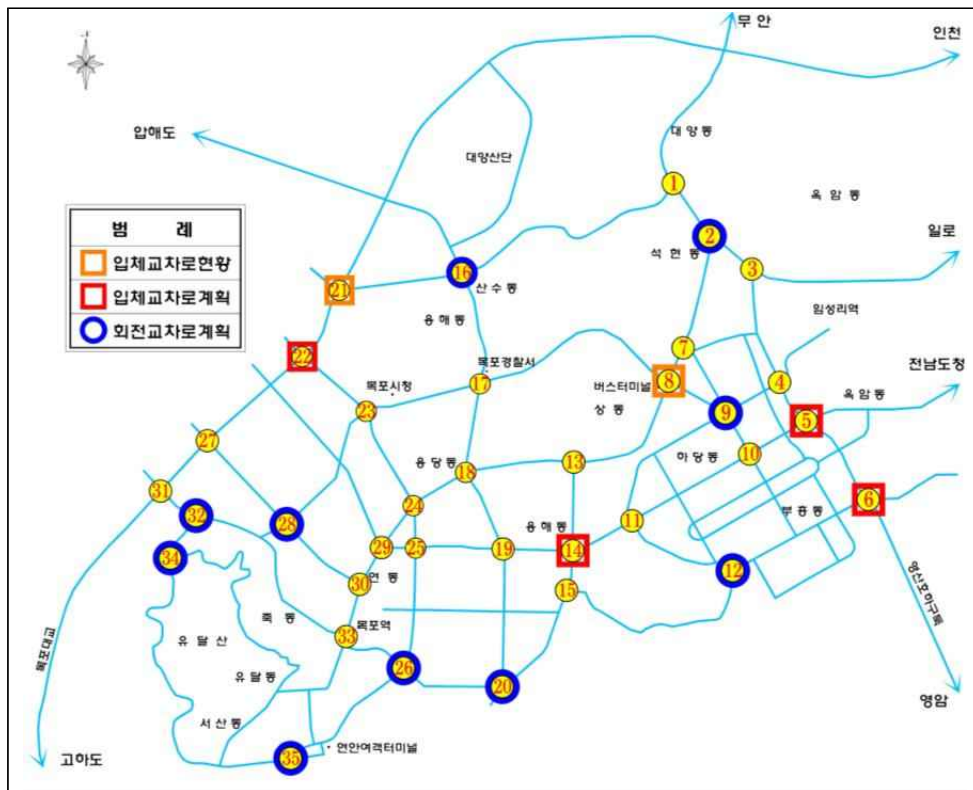 무 안
인천
대양동
압해도
대양산단
옥암동
1
범 례
입체교차로현황
입체교차로계획
회전교차로계획
2
석현동
일로
3
16
산수동
21
용해동
임성리역
7
22
목포경찰서
전남도청
17
버스터미널
8
4
옥암동
목포시청
23
상동
9
5
27
용당동
18
13
하당동
10
31
24
6
부흥동
32
28
용해동
11
29
25
19
14
34
연동
12
30
15
영산호하구둑
죽동
유달산
33
목포역
목포대교
유달동
26
20
영암
서산동
연안여객터미널
35
고하도